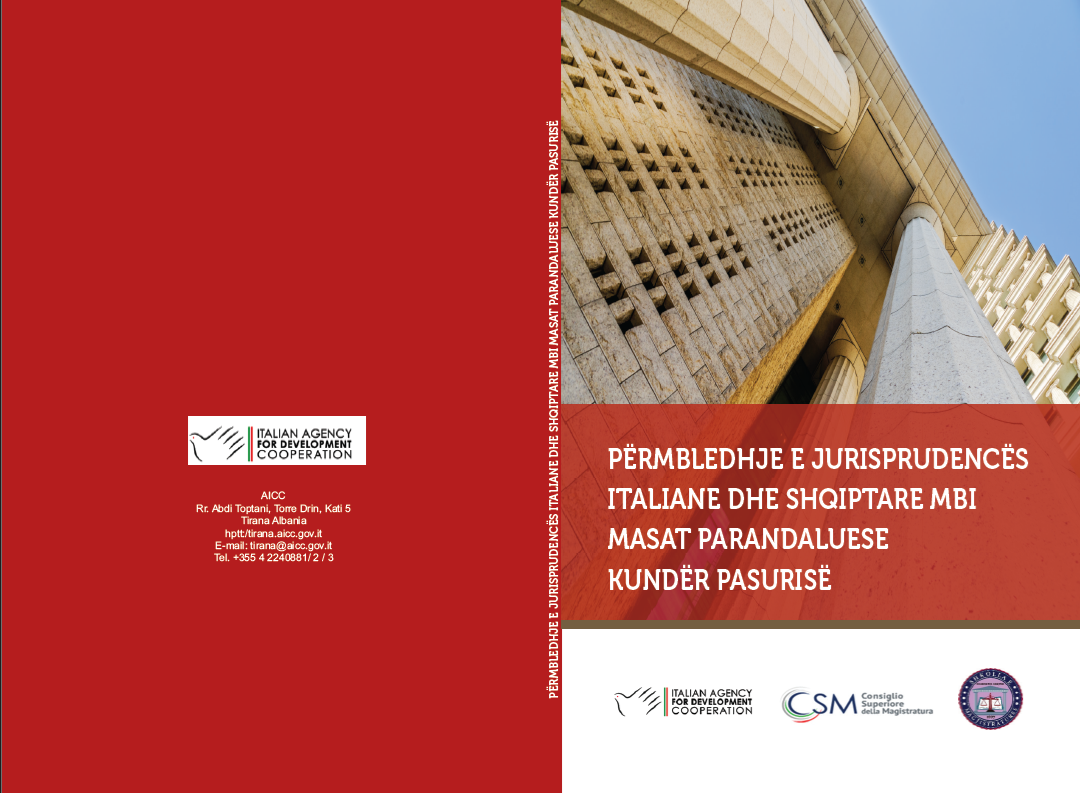 ITALIAN AGENCY
FOR DEVELOPMENT
COOPERATION
AICC
Rr. Abdi Toptani, Torre Drin, Kati 5
Tirana Albania
hptt:/tirana.aicc.gov.it
E-mail: tirana@aicc.gov.it
Tel. +355 4 2240881/ 2 / 3
PËRMBLEDHJE E JURISPRUDENCËS ITALIANE DHE SHQIPTARE MBI MASAT PARANDALUESE KUNDËR PASURISË
PËRMBLEDHJE E JURISPRUDENCËS
ITALIANE DHE SHQIPTARE MBI
MASAT PARANDALUESE
KUNDËR PASURISË
ITALIAN AGENCY
FOR DEVELOPMENT
COOPERATION
CSM
Consiglio
Superiore
della Magistratura
SHKOLLA E
MAGJISTRATURËS